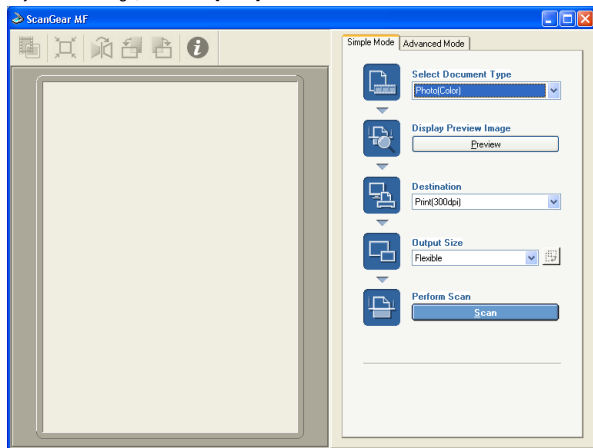 ScanGear MF
Simple Mode
Advanced Mode
Select Document Type
Photo(Color)
Display Preview Image
Preview
Destination
Print(300dpi)
Output Size
Flexible
Perform Scan
Scan